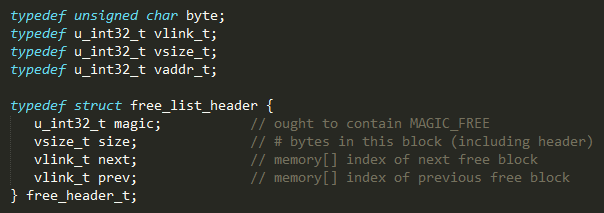 typedef unsigned char byte;
typedef u_int32_t vlink_t;
typedef u_int32_t vsize_t;
typedef u_int32_t vaddr_t;
typedef struct free_list_header {
u_int32_t magic; // ought to contain MAGIC_FREE
vsize_t size; // # bytes in this block (including header)
vlink_t next; // memory[] index of next free block
vlink_t prev; // memory[] index of previous free block
} free_header_t;